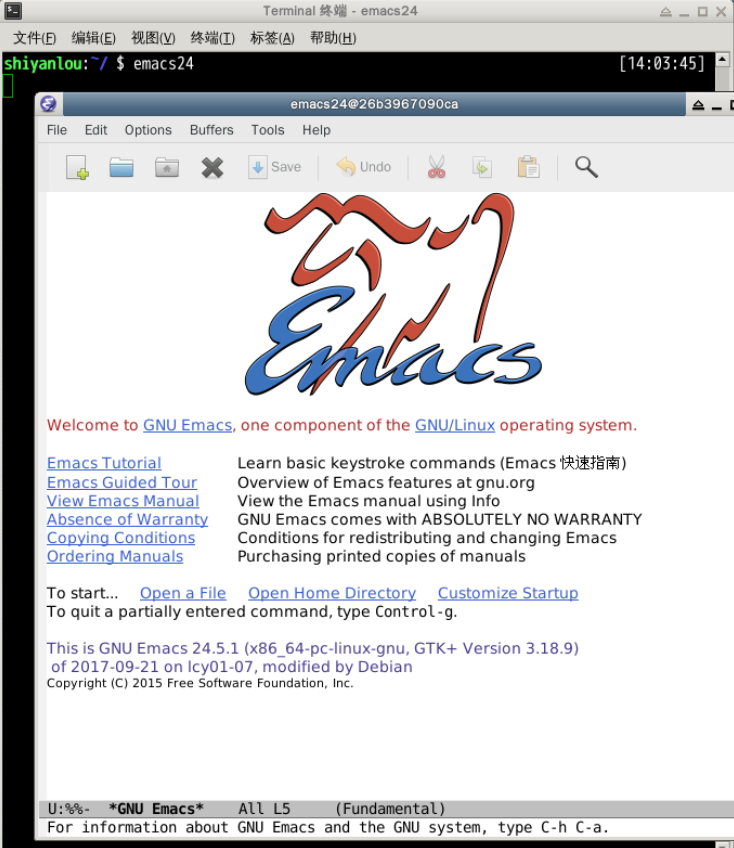 Terminal 终端 - emacs24
文件(F) 编辑(E) 视图(V) 终端(T) 标签(A) 帮助(H)
shiyanlou:~/ $ emacs24 [14:03:45]
emacs24@26b3967090ca
File Edit Options Buffers Tools Help
Save Undo
Emacs
Welcome to GNU Emacs, one component of the GNU/Linux operating system.
Emacs Tutorial Learn basic keystroke commands (Emacs 快速指南)
Emacs Guided Tour Overview of Emacs features at gnu.org
View Emacs Manual View the Emacs manual using Info
Absence of Warranty GNU Emacs comes with ABSOLUTELY NO WARRANTY
Copying Conditions Conditions for redistributing and changing Emacs
Ordering Manuals Purchasing printed copies of manuals
To start... Open a File Open Home Directory Customize Startup
To quit a partially entered command, type Control-g.
This is GNU Emacs 24.5.1 (x86_64-pc-linux-gnu, GTK+ Version 3.18.9)
of 2017-09-21 on lcy01-07, modified by Debian
Copyright (C) 2015 Free Software Foundation, Inc.
U:%%- *GNU Emacs* All L5 (Fundamental)
For information about GNU Emacs and the GNU system, type C-h C-a.